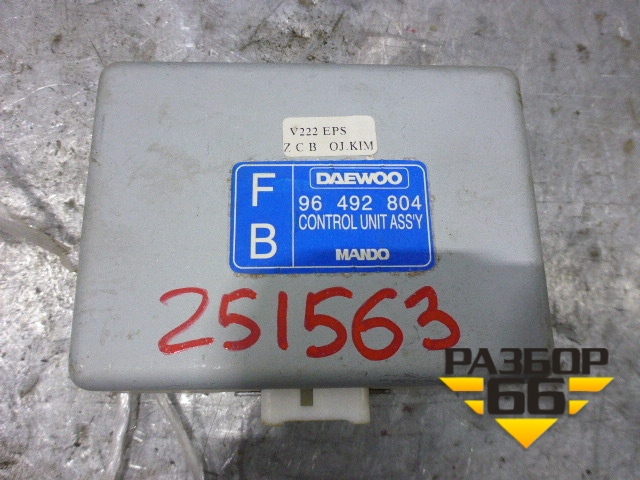 V222 EPS
Z C B OJ.KIM
F
B
DAEWOO
96 492 804
CONTROL UNIT ASS'Y
MANDO
251563
РАЗБОР
66